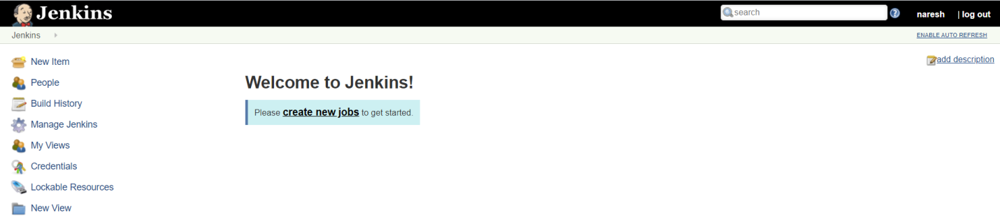 Jenkins
search
naresh | log out
Jenkins
ENABLE AUTO REFRESH
New Item
People
Build History
Manage Jenkins
My Views
Credentials
Lockable Resources
New View
add description
Welcome to Jenkins!
Please create new jobs to get started.